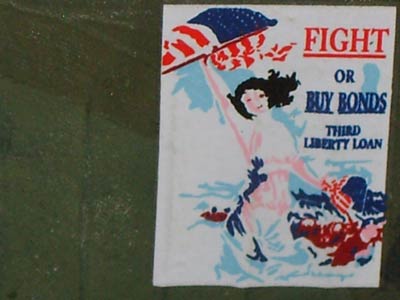 FIGHT
OR
BUY BONDS
THIRD
LIBERTY LOAN